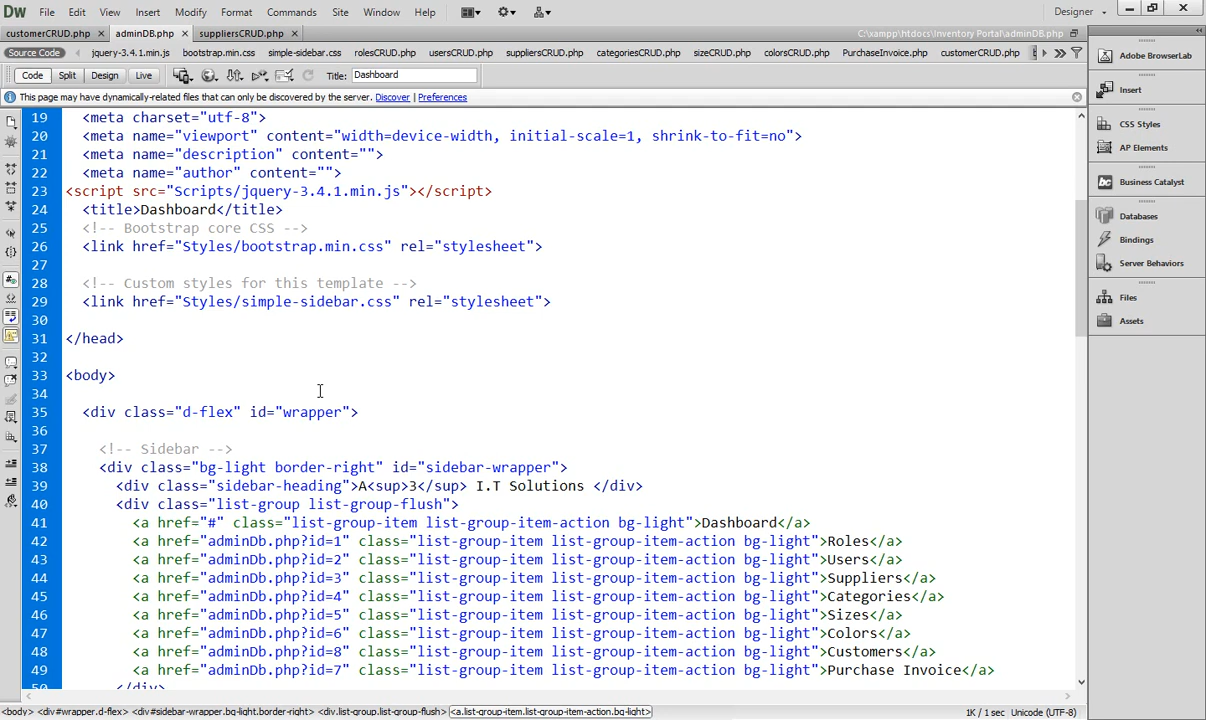 DW File Edit View Insert Modify Format Commands Site Window Help Designer
customerCRUD.php × adminDB.php × suppliersCRUD.php × C:\xampp\htdocs\Inventory Portal\adminDB.php
Source Code jquery-3.4.1.min.js bootstrap.min.css simple-sidebar.css rolesCRUD.php usersCRUD.php suppliersCRUD.php categoriesCRUD.php sizeCRUD.php colorsCRUD.php PurchaseInvoice.php customerCRUD.php
Code Split Design Live Title: Dashboard
This page may have dynamically-related files that can only be discovered by the server. Discover | Preferences
19 <meta charset="utf-8">
20 <meta name="viewport" content="width=device-width, initial-scale=1, shrink-to-fit=no">
21 <meta name="description" content="">
22 <meta name="author" content="">
23 <script src="Scripts/jquery-3.4.1.min.js"></script>
24 <title>Dashboard</title>
25 <!-- Bootstrap core CSS -->
26 <link href="Styles/bootstrap.min.css" rel="stylesheet">
27
28 <!-- Custom styles for this template -->
29 <link href="Styles/simple-sidebar.css" rel="stylesheet">
30
31 </head>
32
33 <body>
34
35 <div class="d-flex" id="wrapper">
36
37 <!-- Sidebar -->
38 <div class="bg-light border-right" id="sidebar-wrapper">
39 <div class="sidebar-heading">A<sup>3</sup> I.T Solutions </div>
40 <div class="list-group list-group-flush">
41 <a href="#" class="list-group-item list-group-item-action bg-light">Dashboard</a>
42 <a href="adminDb.php?id=1" class="list-group-item list-group-item-action bg-light">Roles</a>
43 <a href="adminDb.php?id=2" class="list-group-item list-group-item-action bg-light">Users</a>
44 <a href="adminDb.php?id=3" class="list-group-item list-group-item-action bg-light">Suppliers</a>
45 <a href="adminDb.php?id=4" class="list-group-item list-group-item-action bg-light">Categories</a>
46 <a href="adminDb.php?id=5" class="list-group-item list-group-item-action bg-light">Sizes</a>
47 <a href="adminDb.php?id=6" class="list-group-item list-group-item-action bg-light">Colors</a>
48 <a href="adminDb.php?id=8" class="list-group-item list-group-item-action bg-light">Customers</a>
49 <a href="adminDb.php?id=7" class="list-group-item list-group-item-action bg-light">Purchase Invoice</a>
50 </div>
<body> <div#wrapper.d-flex> <div#sidebar-wrapper.bg-light.border-right> <div.list-group.list-group-flush> <a.list-group-item.list-group-item-action.bg-light> 1K / 1 sec Unicode (UTF-8)
Adobe BrowserLab
Insert
CSS Styles
AP Elements
Business Catalyst
Databases
Bindings
Server Behaviors
Files
Assets